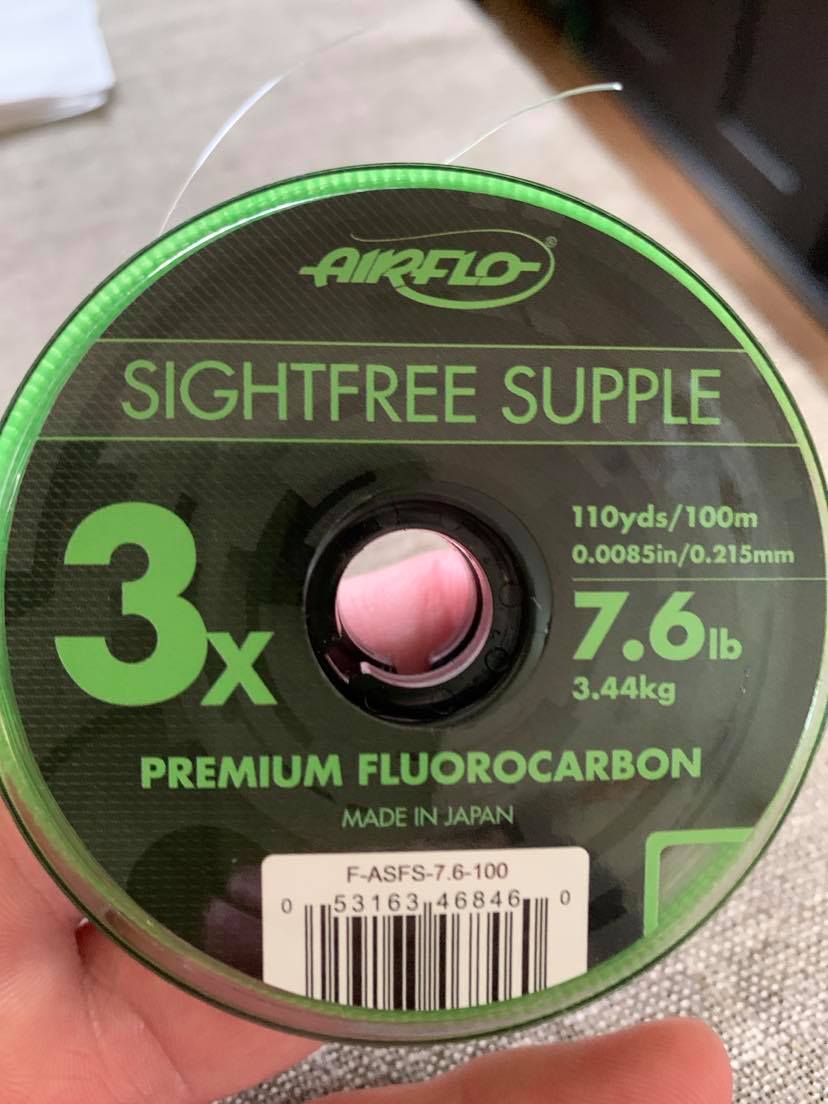 AIRFLO®
SIGHTFREE SUPPLE
3x
110yds/100m
0.0085in/0.215mm
7.6lb
3.44kg
PREMIUM FLUOROCARBON
MADE IN JAPAN
F-ASFS-7.6-100
0 53163 46846 0